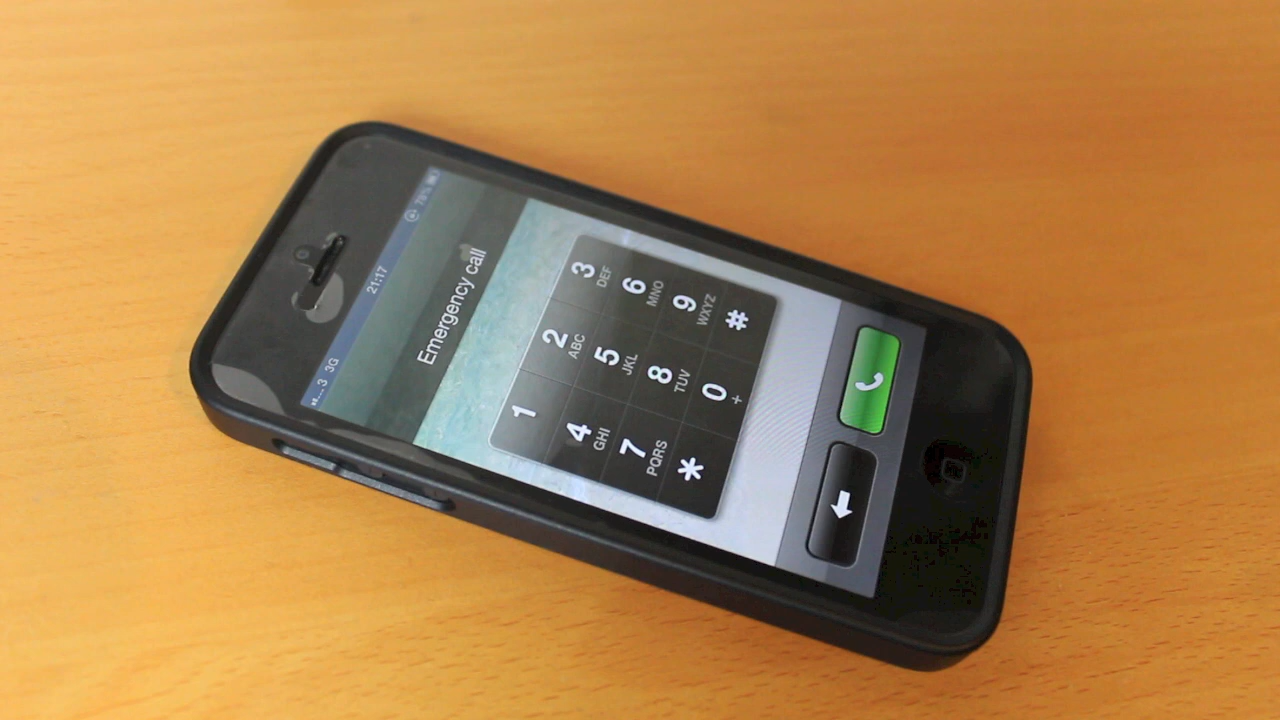 3 3G 21:17 78%
Emergency call
1 2 ABC 3 DEF
4 GHI 5 JKL 6 MNO
7 PQRS 8 TUV 9 WXYZ
* 0 + #